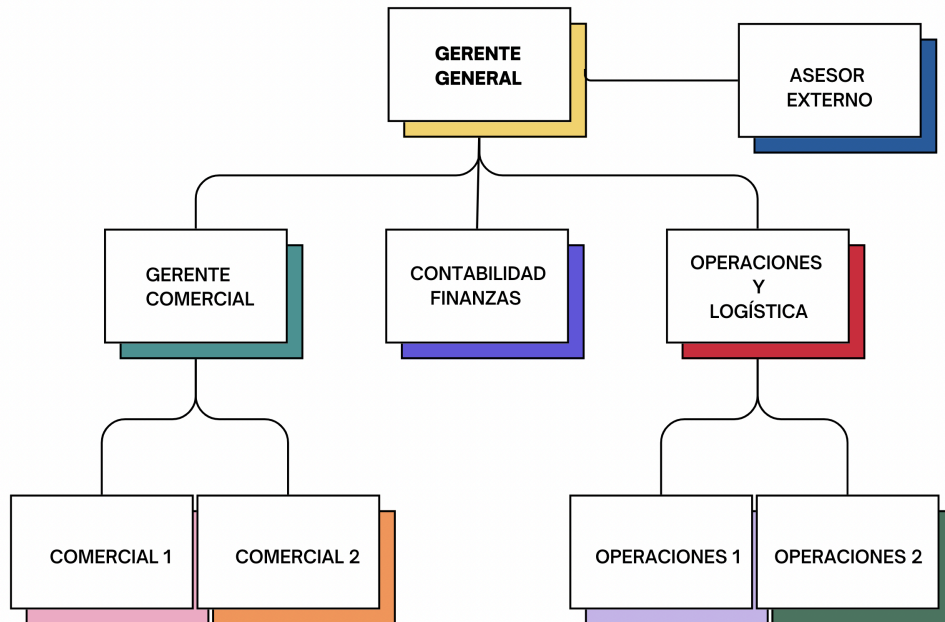 GERENTE
GENERAL
ASESOR
EXTERNO
GERENTE
COMERCIAL
CONTABILIDAD
FINANZAS
OPERACIONES
Y
LOGÍSTICA
COMERCIAL 1
COMERCIAL 2
OPERACIONES 1
OPERACIONES 2